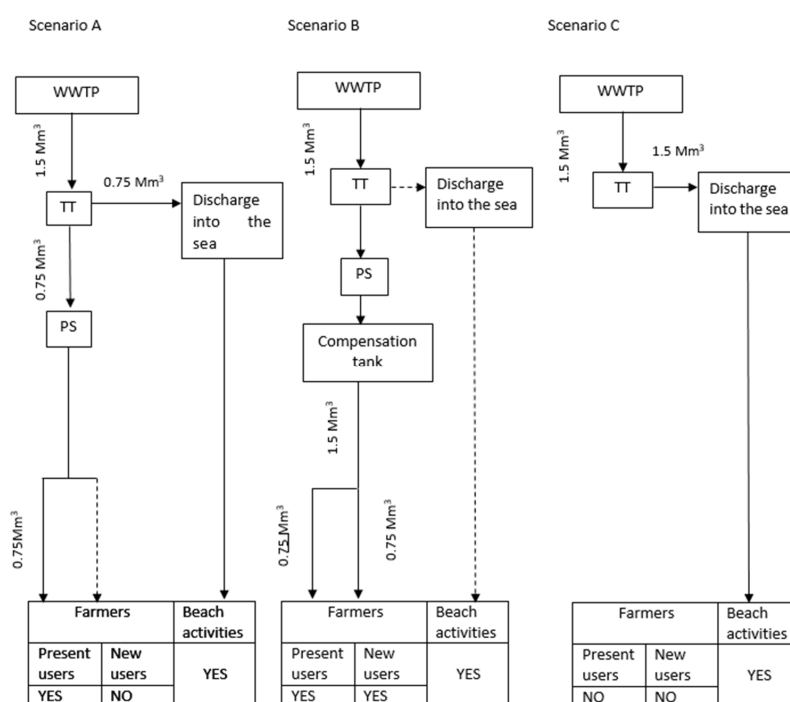 Scenario A
WWTP
1.5 Mm³
TT
0.75 Mm³
Discharge
into the
sea
0.75 Mm³
PS
0.75Mm³
Farmers
Beach
activities
Present
users
New
users
YES
YES
NO
Scenario B
WWTP
1.5 Mm³
TT
Discharge
into the sea
PS
Compensation
tank
1.5 Mm³
0.75 Mm³
0.75 Mm³
Farmers
Beach
activities
Present
users
New
users
YES
YES
YES
Scenario C
WWTP
1.5 Mm³
1.5 Mm³
TT
Discharge
into the sea
Farmers
Beach
activities
Present
users
New
users
YES
NO
NO